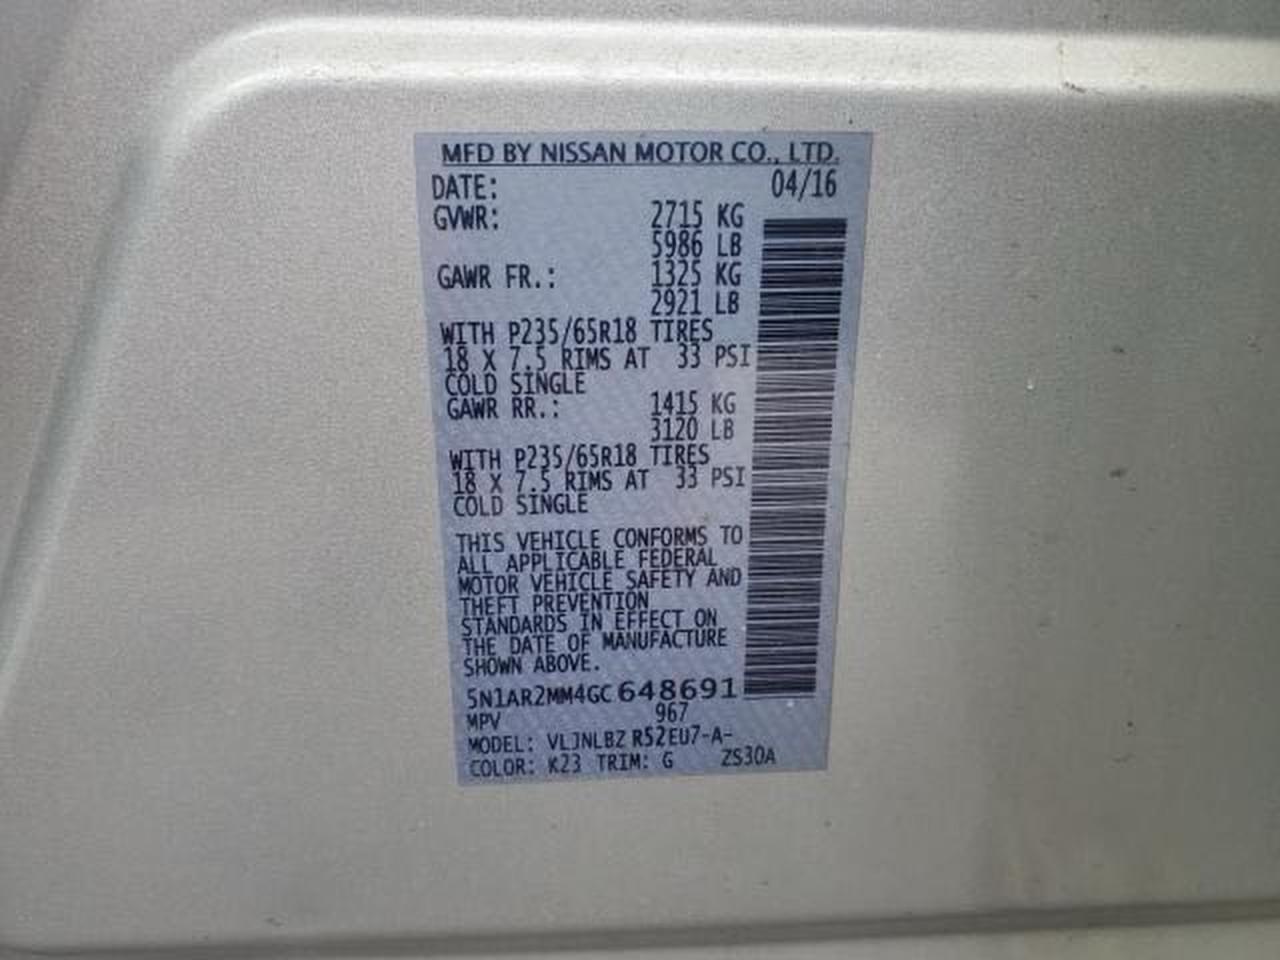 MFD BY NISSAN MOTOR CO., LTD.
DATE: 04/16
GVWR: 2715 KG
5986 LB
GAWR FR.: 1325 KG
2921 LB
WITH P235/65R18 TIRES
18 X 7.5 RIMS AT 33 PSI
COLD SINGLE
GAWR RR.: 1415 KG
3120 LB
WITH P235/65R18 TIRES
18 X 7.5 RIMS AT 33 PSI
COLD SINGLE
THIS VEHICLE CONFORMS TO
ALL APPLICABLE FEDERAL
MOTOR VEHICLE SAFETY AND
THEFT PREVENTION
STANDARDS IN EFFECT ON
THE DATE OF MANUFACTURE
SHOWN ABOVE.
5N1AR2MM4GC648691
MPV 967
MODEL: VLJNLBZ R52EU7-A-
COLOR: K23 TRIM: G ZS30A